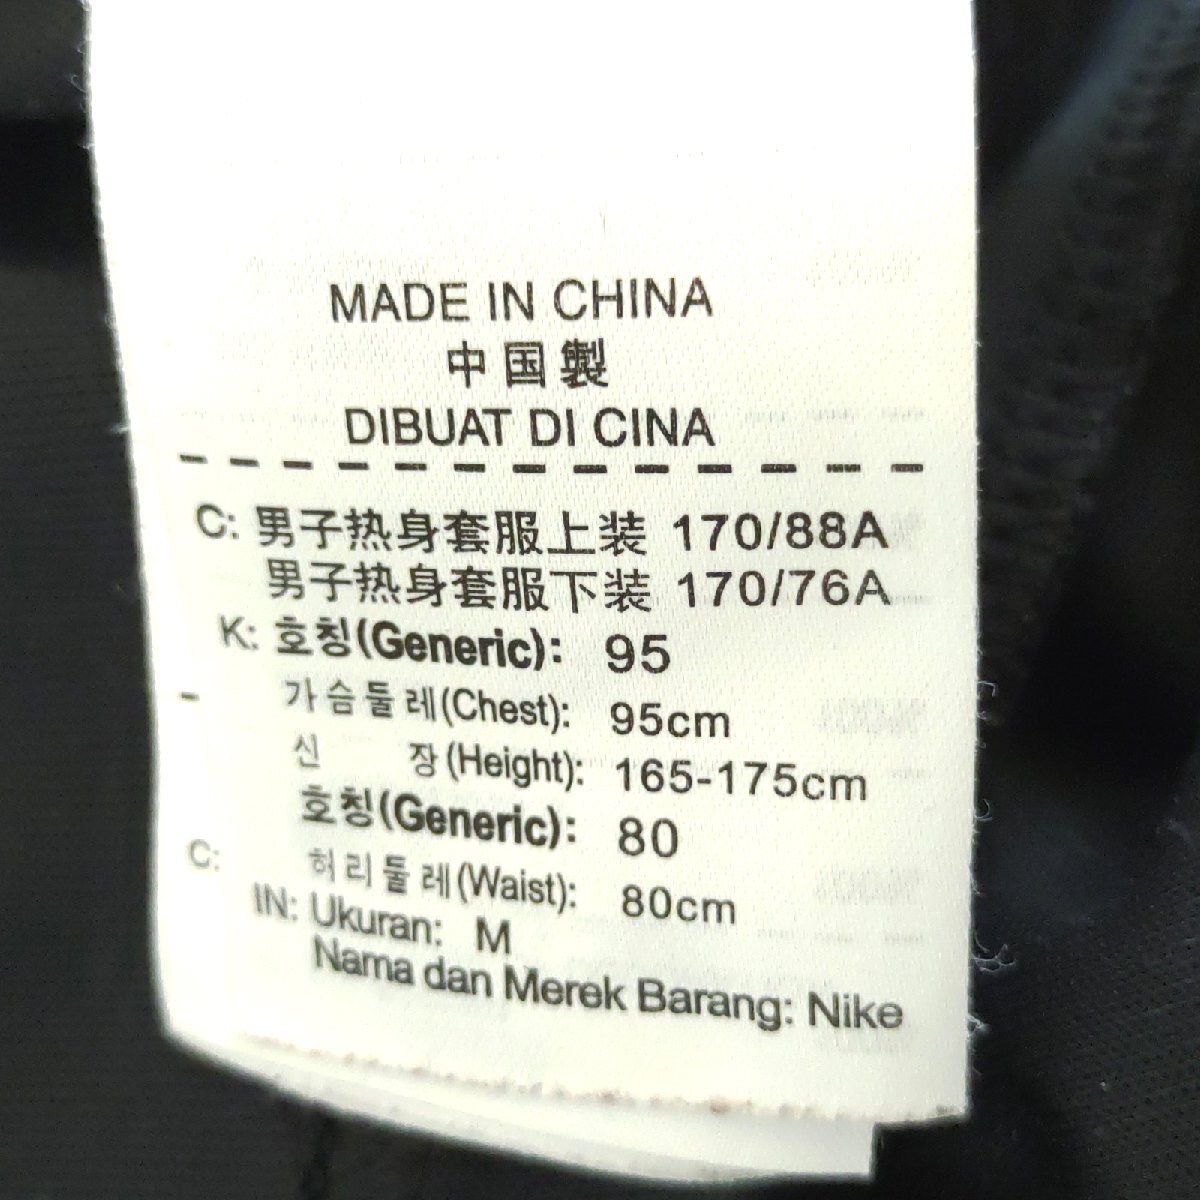 MADE IN CHINA
中国製
DIBUAT DI CINA
C: 男子热身套服上装 170/88A
男子热身套服下装 170/76A
K: 호칭(Generic): 95
가슴둘레(Chest): 95cm
신 장(Height): 165-175cm
호칭(Generic): 80
C: 허리둘레(Waist): 80cm
IN: Ukuran: M
Nama dan Merek Barang: Nike